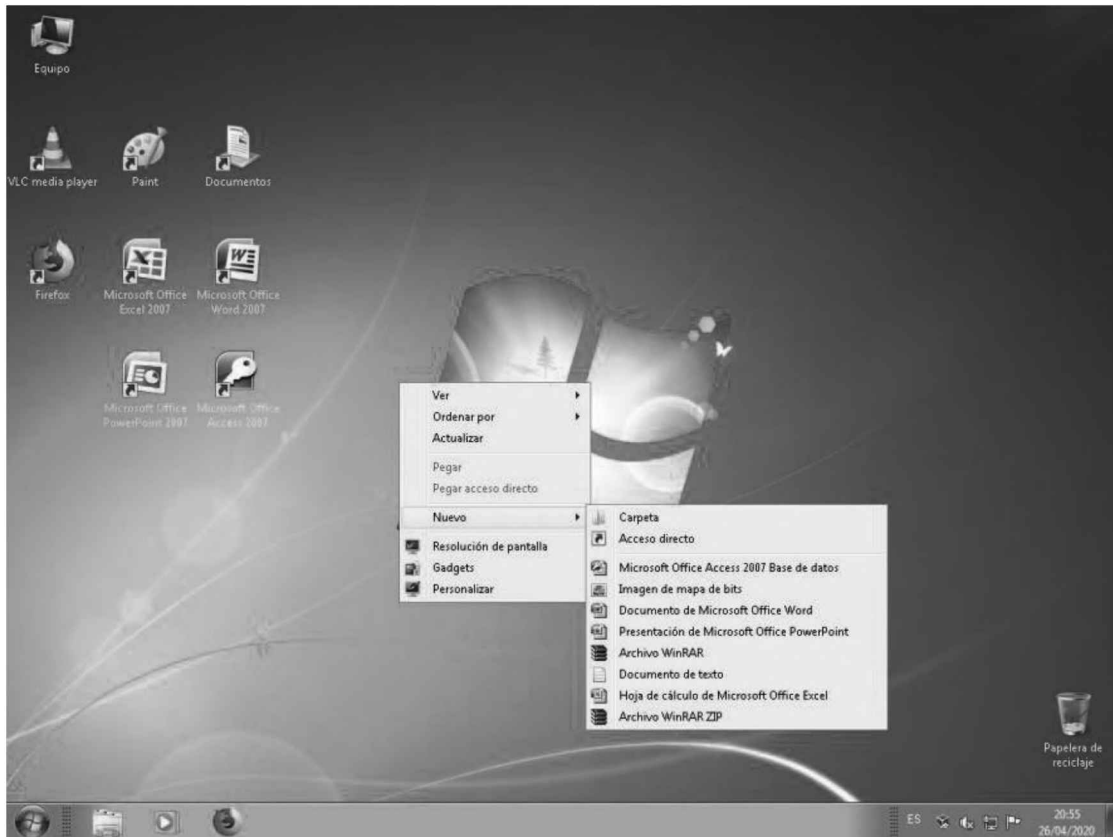 Equipo
VLC media player
Paint
Documentos
Firefox
Microsoft Office
Excel 2007
Microsoft Office
Word 2007
Microsoft Office
PowerPoint 2007
Microsoft Office
Access 2007
Ver
Ordenar por
Actualizar
Pegar
Pegar acceso directo
Nuevo
Resolución de pantalla
Gadgets
Personalizar
Carpeta
Acceso directo
Microsoft Office Access 2007 Base de datos
Imagen de mapa de bits
Documento de Microsoft Office Word
Presentación de Microsoft Office PowerPoint
Archivo WinRAR
Documento de texto
Hoja de cálculo de Microsoft Office Excel
Archivo WinRAR ZIP
Papelera de
reciclaje
ES
20:55
26/04/2020